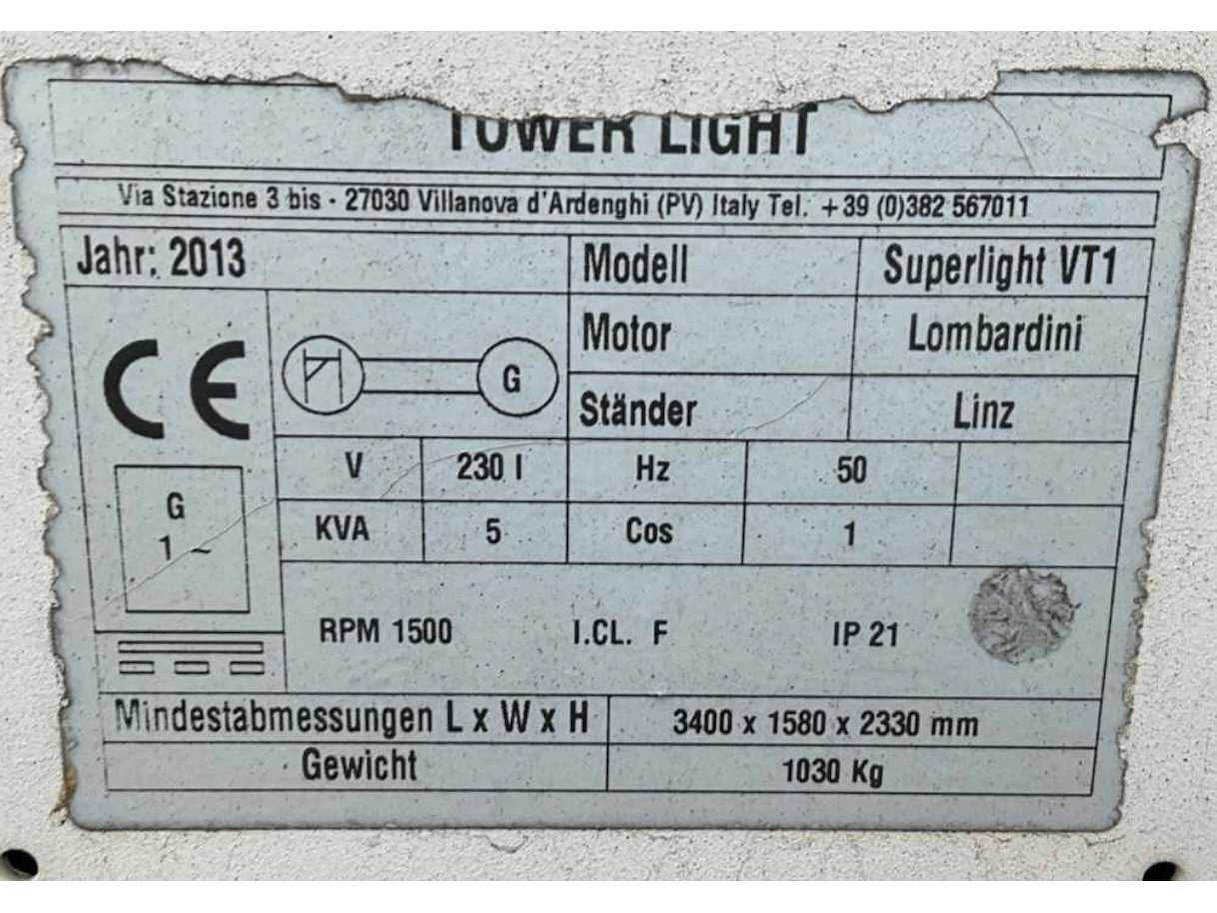 TOWER LIGHT
Via Stazione 3 bis - 27030 Villanova d'Ardenghi (PV) Italy Tel. +39 (0)382 567011
Jahr: 2013 Modell Superlight VT1
Motor Lombardini
CE G
Ständer Linz
V 230 I Hz 50
G
1 ~
KVA 5 Cos 1
RPM 1500 I.CL. F IP 21
Mindestabmessungen L x W x H 3400 x 1580 x 2330 mm
Gewicht 1030 Kg